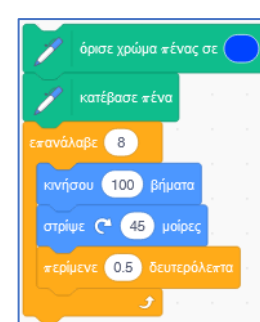 όρισε χρώμα πένας σε
κατέβασε πένα
επανάλαβε 8
κινήσου 100 βήματα
στρίψε 45 μοίρες
περίμενε 0.5 δευτερόλεπτα